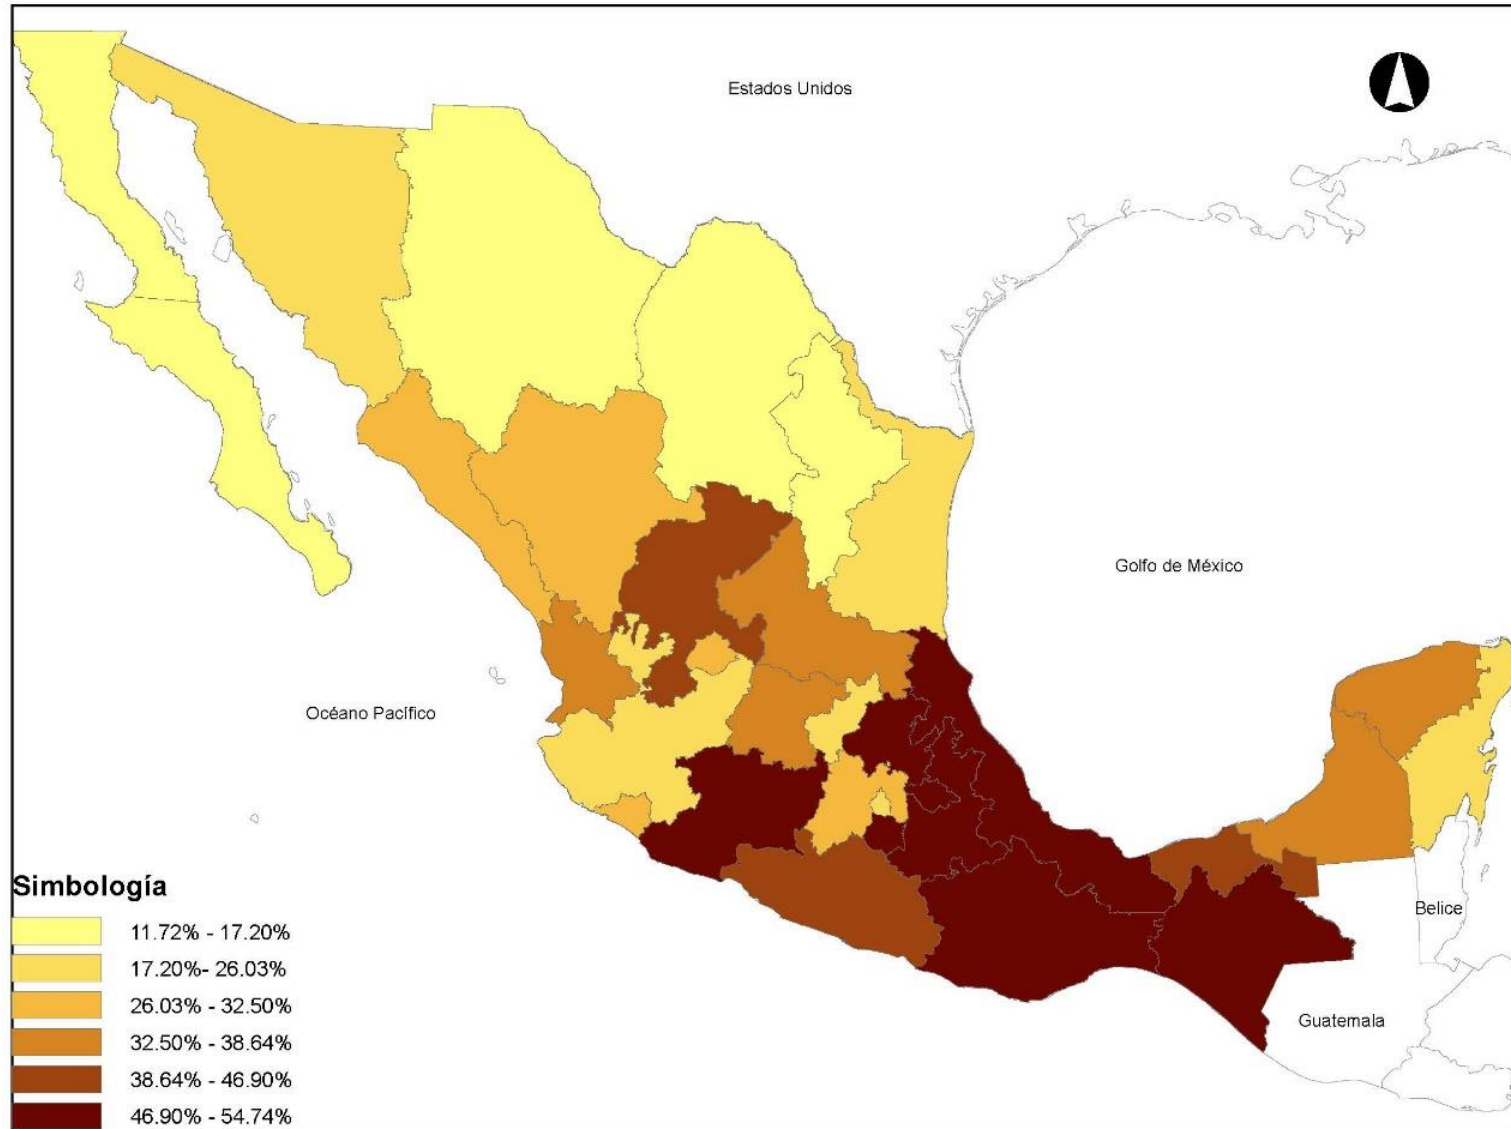 Estados Unidos
Golfo de México
Océano Pacífico
Simbología
11.72% - 17.20%
17.20%- 26.03%
26.03% - 32.50%
32.50% - 38.64%
38.64% - 46.90%
46.90% - 54.74%
Belice
Guatemala